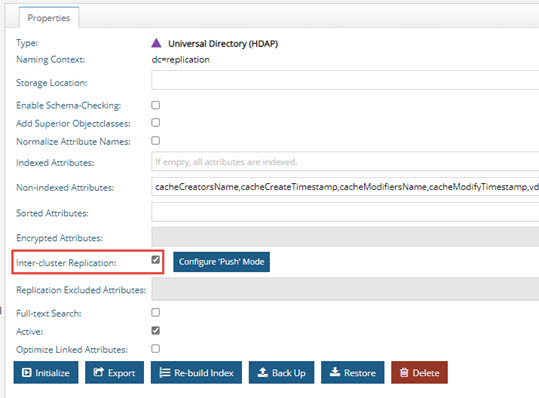 Properties
Type: Universal Directory (HDAP)
Naming Context: dc=replication
Storage Location:
Enable Schema-Checking:
Add Superior Objectclasses:
Normalize Attribute Names:
Indexed Attributes: If empty, all attributes are indexed.
Non-indexed Attributes: cacheCreatorsName,cacheCreateTimestamp,cacheModifiersName,cacheModifyTimestamp,vd
Sorted Attributes:
Encrypted Attributes:
Inter-cluster Replication: Configure 'Push' Mode
Replication Excluded Attributes:
Full-text Search:
Active:
Optimize Linked Attributes:
Initialize Export Re-build Index Back Up Restore Delete